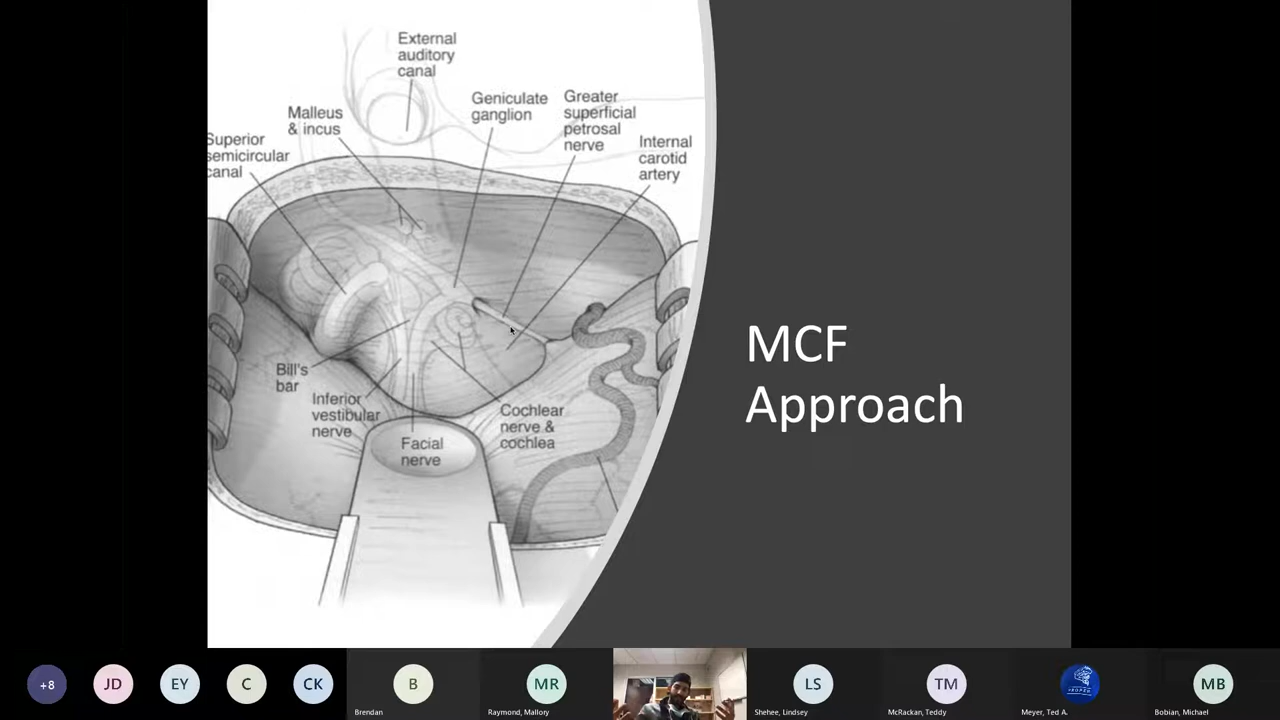 External
auditory
canal
Malleus
& incus
Geniculate
ganglion
Greater
superficial
petrosal
nerve
Internal
carotid
artery
Superior
semicircular
canal
Bill's
bar
Inferior
vestibular
nerve
Facial
nerve
Cochlear
nerve &
cochlea
MCF
Approach
+8
JD
EY
C
CK
B
Brendan
MR
Raymond, Mallory
LS
Shehee, Lindsey
TM
McRackan, Teddy
Meyer, Ted A.
MB
Bobian, Michael